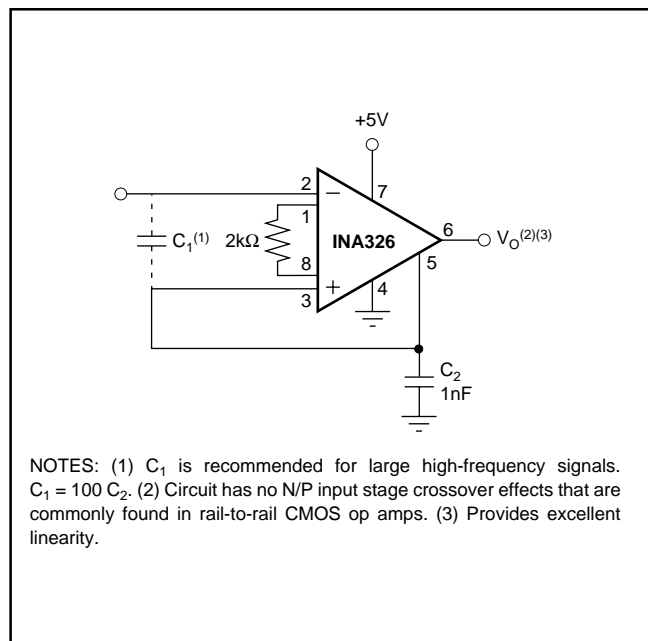 +5V
2
−
7
1
C₁⁽¹⁾
2kΩ
INA326
6
V_O⁽²⁾⁽³⁾
5
8
4
+
3
C₂
1nF
NOTES: (1) C₁ is recommended for large high-frequency signals.
C₁ = 100 C₂. (2) Circuit has no N/P input stage crossover effects that are
commonly found in rail-to-rail CMOS op amps. (3) Provides excellent
linearity.